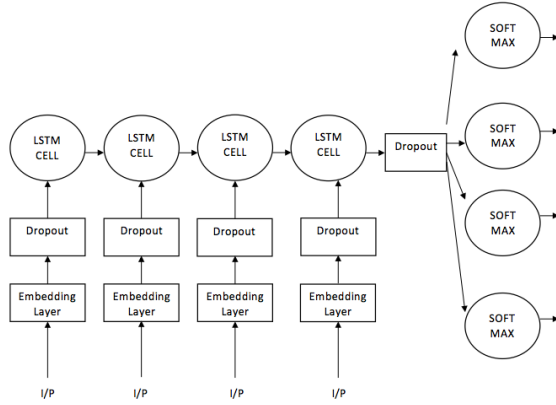 SOFT
MAX
SOFT
MAX
SOFT
MAX
SOFT
MAX
LSTM
CELL
LSTM
CELL
LSTM
CELL
LSTM
CELL
Dropout
Dropout
Dropout
Dropout
Dropout
Embedding
Layer
Embedding
Layer
Embedding
Layer
Embedding
Layer
I/P
I/P
I/P
I/P